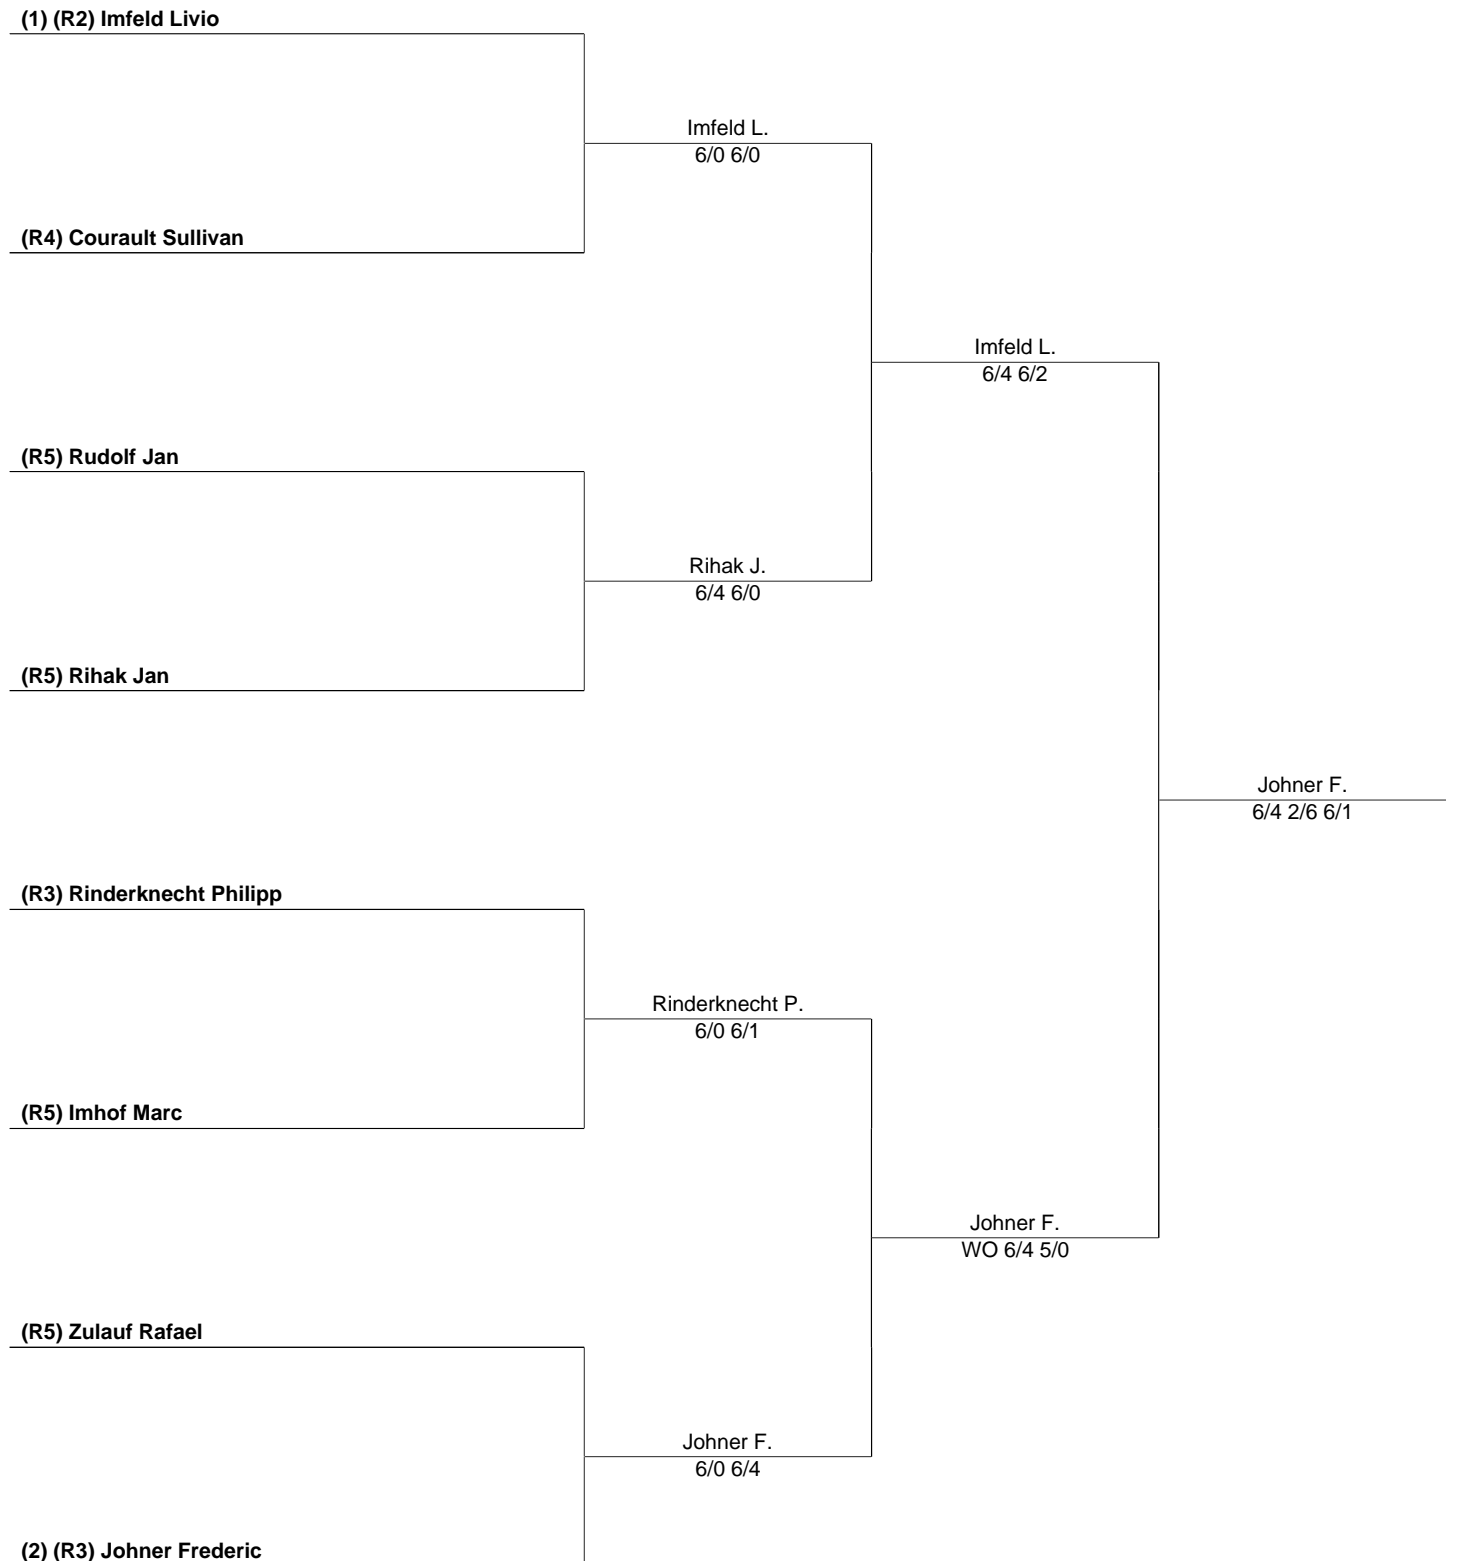 (1) (R2) Imfeld Livio
Imfeld L.
6/0 6/0
(R4) Courault Sullivan
Imfeld L.
6/4 6/2
(R5) Rudolf Jan
Rihak J.
6/4 6/0
(R5) Rihak Jan
Johner F.
6/4 2/6 6/1
(R3) Rinderknecht Philipp
Rinderknecht P.
6/0 6/1
(R5) Imhof Marc
Johner F.
WO 6/4 5/0
(R5) Zulauf Rafael
Johner F.
6/0 6/4
(2) (R3) Johner Frederic